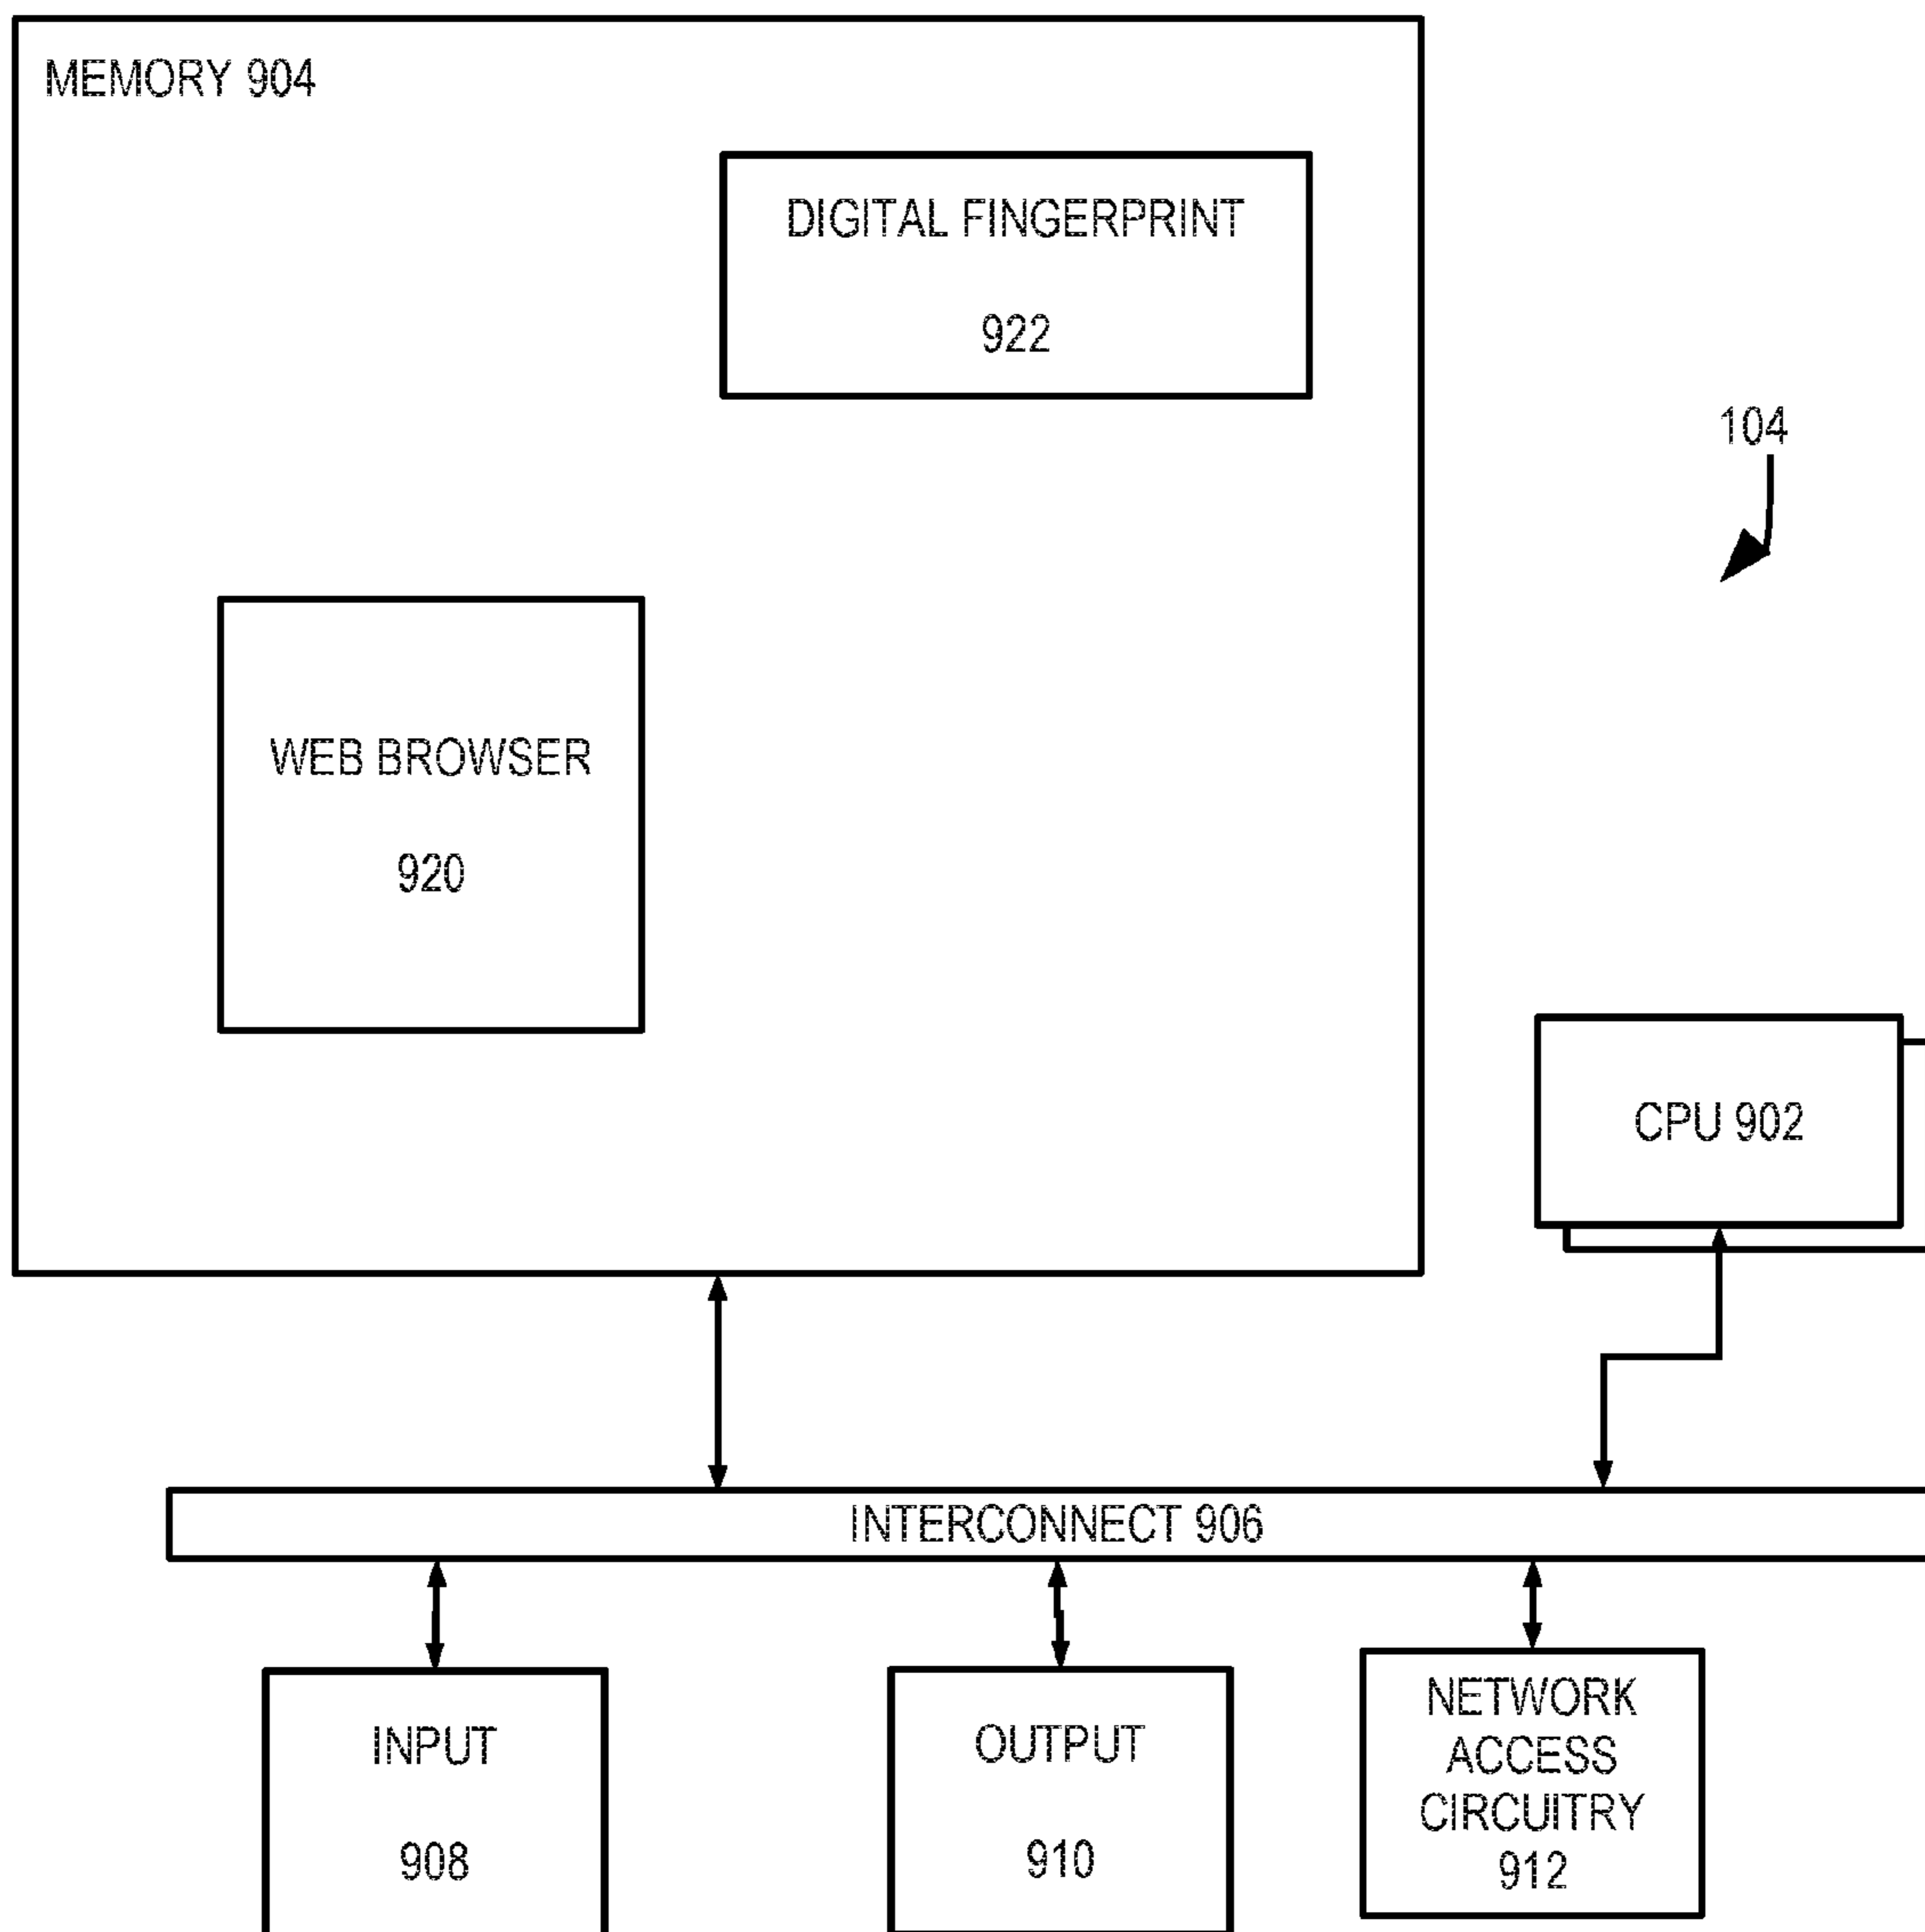 MEMORY 904
DIGITAL FINGERPRINT
922
104
WEB BROWSER
920
CPU 902
INTERCONNECT 906
INPUT
908
OUTPUT
910
NETWORK
ACCESS
CIRCUITRY
912